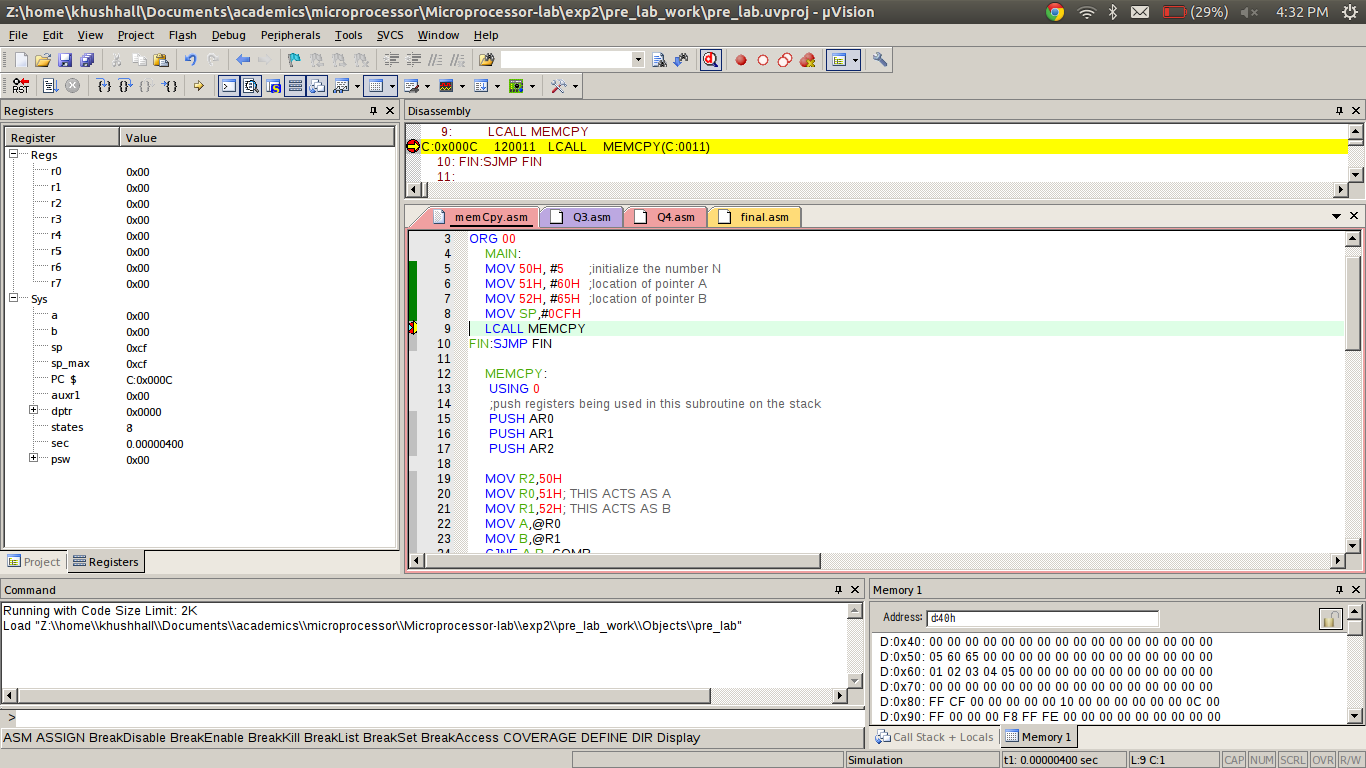 Z:\home\khushhall\Documents\academics\microprocessor\Microprocessor-lab\exp2\pre_lab_work\pre_lab.uvproj - µVision
(29%)
4:32 PM
File Edit View Project Flash Debug Peripherals Tools SVCS Window Help
Registers
Register Value
Regs
r0 0x00
r1 0x00
r2 0x00
r3 0x00
r4 0x00
r5 0x00
r6 0x00
r7 0x00
Sys
a 0x00
b 0x00
sp 0xcf
sp_max 0xcf
PC $ C:0x000C
auxr1 0x00
dptr 0x0000
states 8
sec 0.00000400
psw 0x00
Project Registers
Disassembly
9: LCALL MEMCPY
C:0x000C 120011 LCALL MEMCPY(C:0011)
10: FIN:SJMP FIN
11:
memCpy.asm Q3.asm Q4.asm final.asm
3 ORG 00
4 MAIN:
5 MOV 50H, #5 ;initialize the number N
6 MOV 51H, #60H ;location of pointer A
7 MOV 52H, #65H ;location of pointer B
8 MOV SP,#0CFH
9 LCALL MEMCPY
10 FIN:SJMP FIN
11
12 MEMCPY:
13 USING 0
14 ;push registers being used in this subroutine on the stack
15 PUSH AR0
16 PUSH AR1
17 PUSH AR2
18
19 MOV R2,50H
20 MOV R0,51H; THIS ACTS AS A
21 MOV R1,52H; THIS ACTS AS B
22 MOV A,@R0
23 MOV B,@R1
Command
Running with Code Size Limit: 2K
Load "Z:\\home\\khushhall\\Documents\\academics\\microprocessor\\Microprocessor-lab\\exp2\\pre_lab_work\\Objects\\pre_lab"
>
ASM ASSIGN BreakDisable BreakEnable BreakKill BreakList BreakSet BreakAccess COVERAGE DEFINE DIR Display
Memory 1
Address: d:40h
D:0x40: 00 00 00 00 00 00 00 00 00 00 00 00 00 00 00 00
D:0x50: 05 60 65 00 00 00 00 00 00 00 00 00 00 00 00 00
D:0x60: 01 02 03 04 05 00 00 00 00 00 00 00 00 00 00 00
D:0x70: 00 00 00 00 00 00 00 00 00 00 00 00 00 00 00 00
D:0x80: FF CF 00 00 00 00 00 10 00 00 00 00 00 00 0C 00
D:0x90: FF 00 00 00 F8 FF FE 00 00 00 00 00 00 00 00 00
Call Stack + Locals Memory 1
Simulation t1: 0.00000400 sec L:9 C:1 CAP NUM SCRL OVR R/W